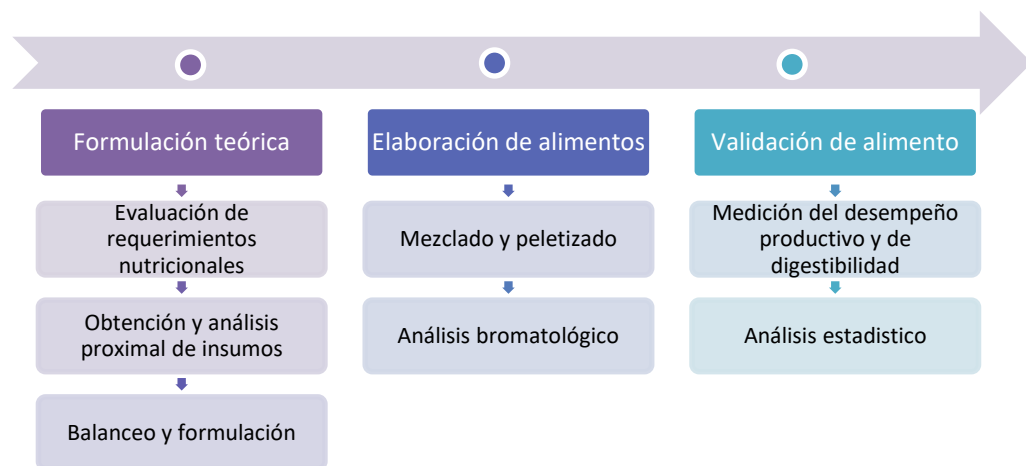 Formulación teórica
Evaluación de
requerimientos
nutricionales
Obtención y análisis
proximal de insumos
Balanceo y formulación
Elaboración de alimentos
Mezclado y peletizado
Análisis bromatológico
Validación de alimento
Medición del desempeño
productivo y de
digestibilidad
Análisis estadistico